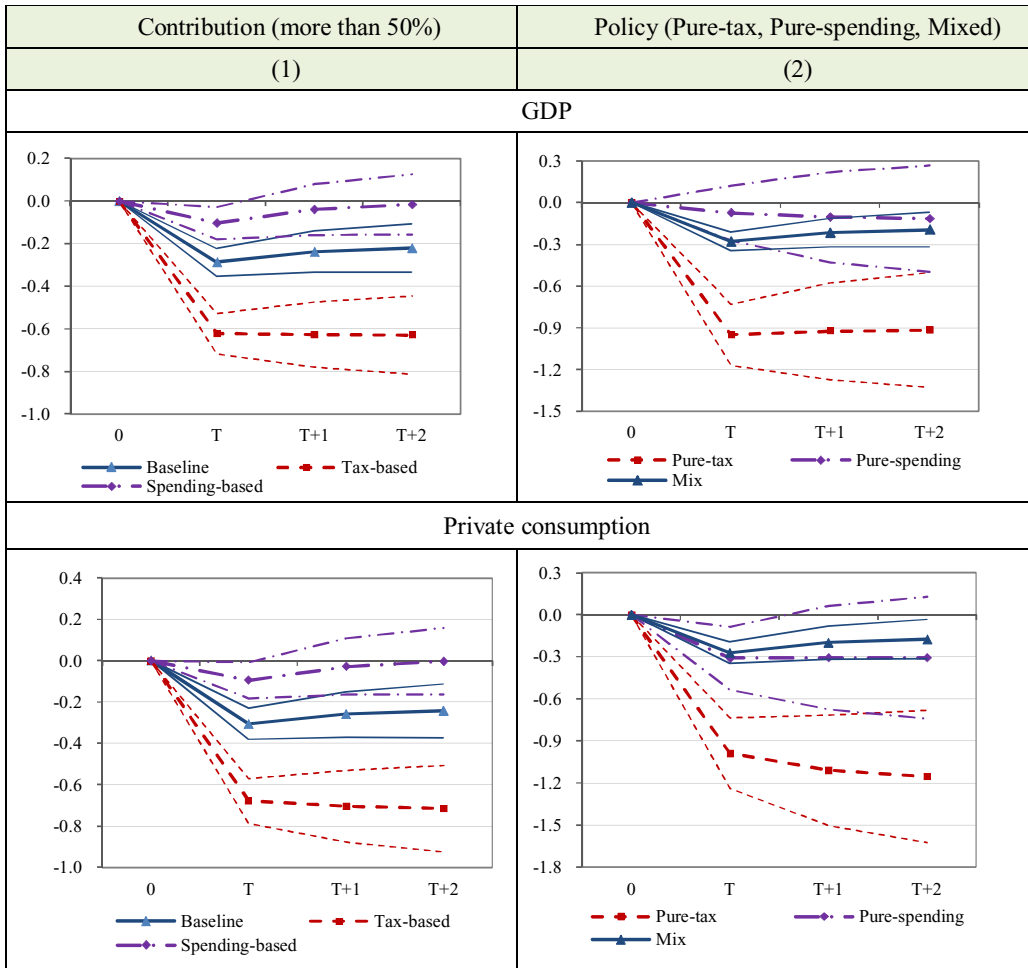 Contribution (more than 50%)
Policy (Pure-tax, Pure-spending, Mixed)
(1)
(2)
GDP
0.2
0.0
-0.2
-0.4
-0.6
-0.8
-1.0
0 T T+1 T+2
Baseline Tax-based
Spending-based
0.3
0.0
-0.3
-0.6
-0.9
-1.2
-1.5
0 T T+1 T+2
Pure-tax Pure-spending
Mix
Private consumption
0.4
0.2
0.0
-0.2
-0.4
-0.6
-0.8
-1.0
0 T T+1 T+2
Baseline Tax-based
Spending-based
0.3
0.0
-0.3
-0.6
-0.9
-1.2
-1.5
-1.8
0 T T+1 T+2
Pure-tax Pure-spending
Mix